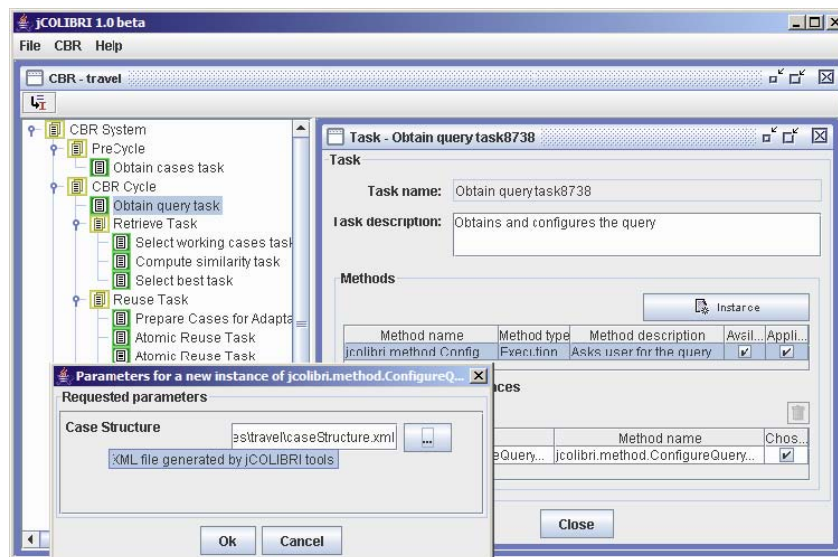 jCOLIBRI 1.0 beta
File CBR Help
CBR - travel
CBR System
PreCycle
Obtain cases task
CBR Cycle
Obtain query task
Retrieve Task
Select working cases task
Compute similarity task
Select best task
Reuse Task
Prepare Cases for Adapta
Atomic Reuse Task
Atomic Reuse Task
Task - Obtain query task8738
Task
Task name: Obtain query task8738
Task description: Obtains and configures the query
Methods
Instance
Method name Method type Method description Avail... Appli...
jcolibri.method.Config Execution Asks user for the query
nces
Method name Chos...
eQuery... jcolibri.method.ConfigureQuery...
Close
Parameters for a new instance of jcolibri.method.ConfigureQ...
Requested parameters
Case Structure
es\travel\caseStructure.xml ...
XML file generated by jCOLIBRI tools
Ok Cancel